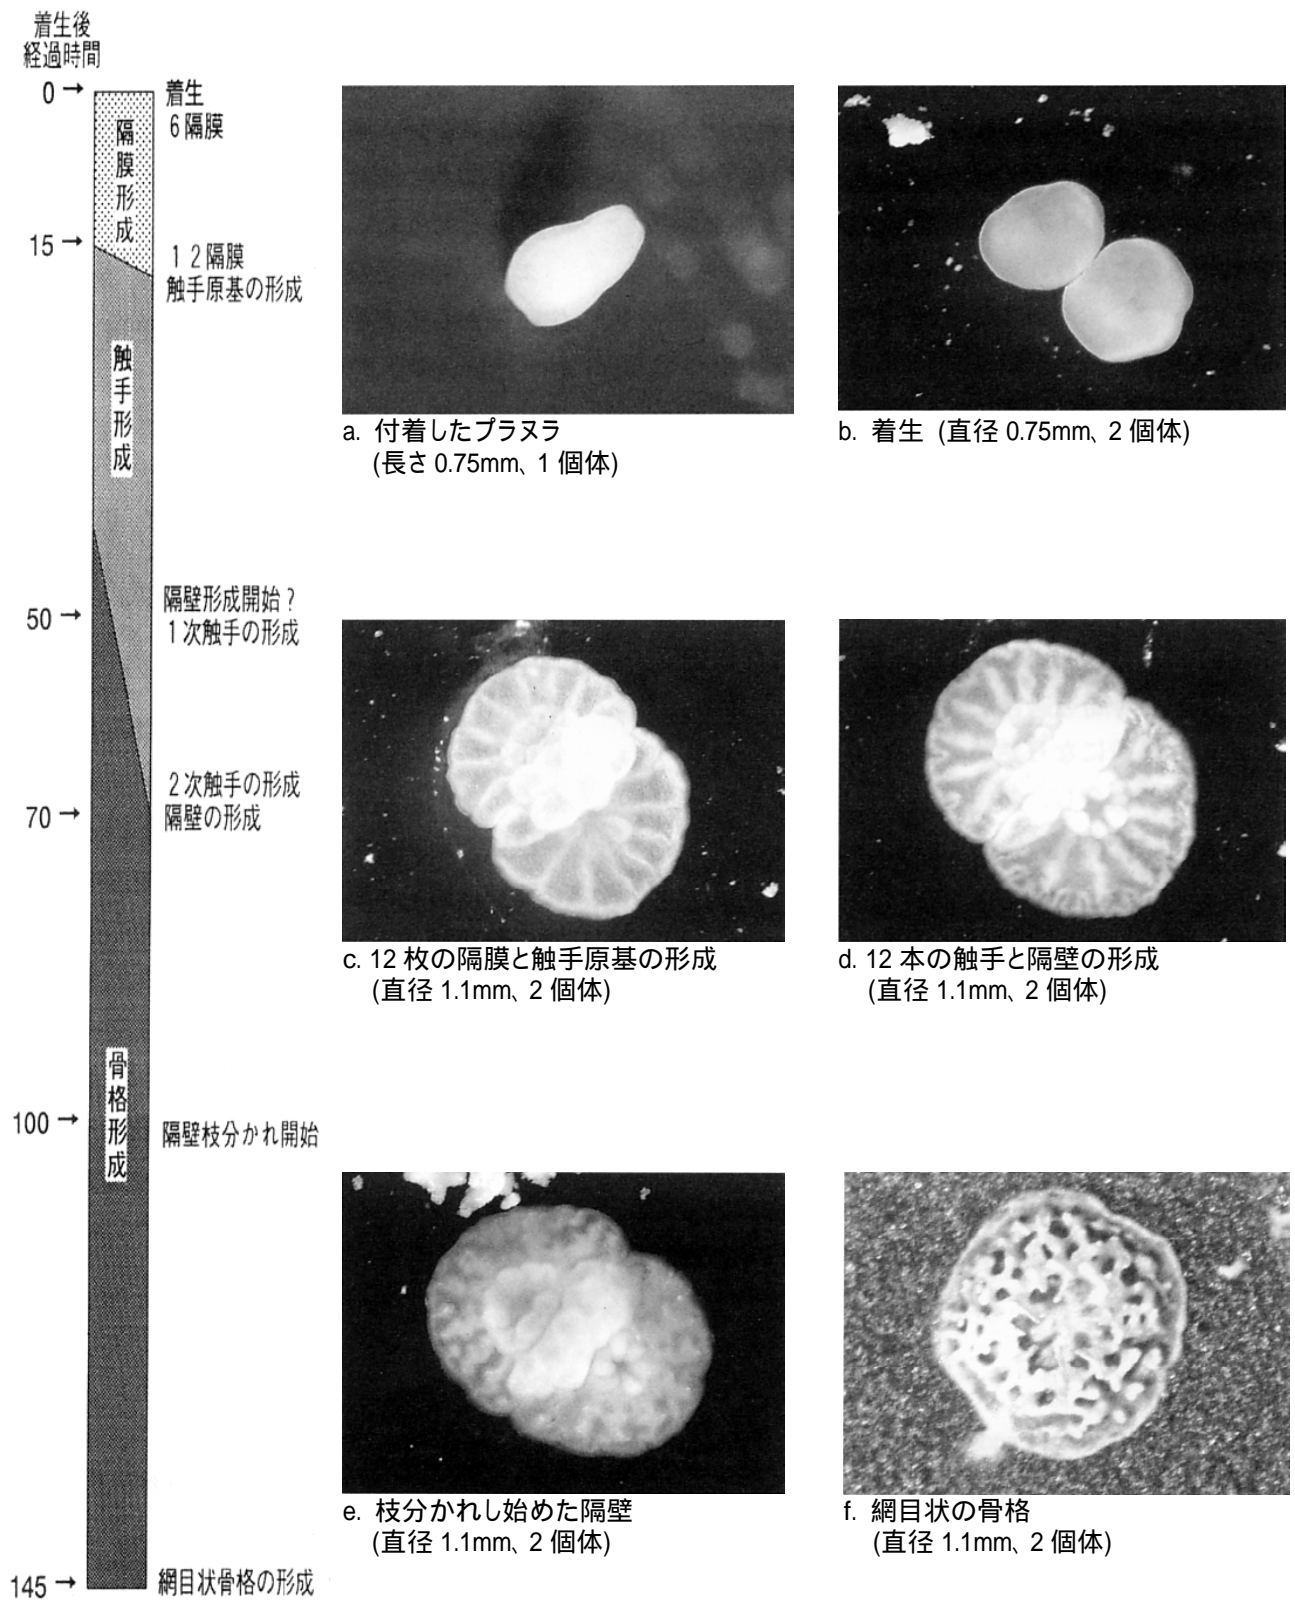 着生後
経過時間
0→
着生
6隔膜
隔膜形成
15→
12隔膜
触手原基の形成
触手形成
50→
隔壁形成開始?
1次触手の形成
70→
2次触手の形成
隔壁の形成
骨格形成
100→
隔壁枝分かれ開始
145→
網目状骨格の形成
a. 付着したプラヌラ
(長さ 0.75mm、1 個体)
b. 着生 (直径 0.75mm、2 個体)
c. 12 枚の隔膜と触手原基の形成
(直径 1.1mm、2 個体)
d. 12 本の触手と隔壁の形成
(直径 1.1mm、2 個体)
e. 枝分かれし始めた隔壁
(直径 1.1mm、2 個体)
f. 網目状の骨格
(直径 1.1mm、2 個体)